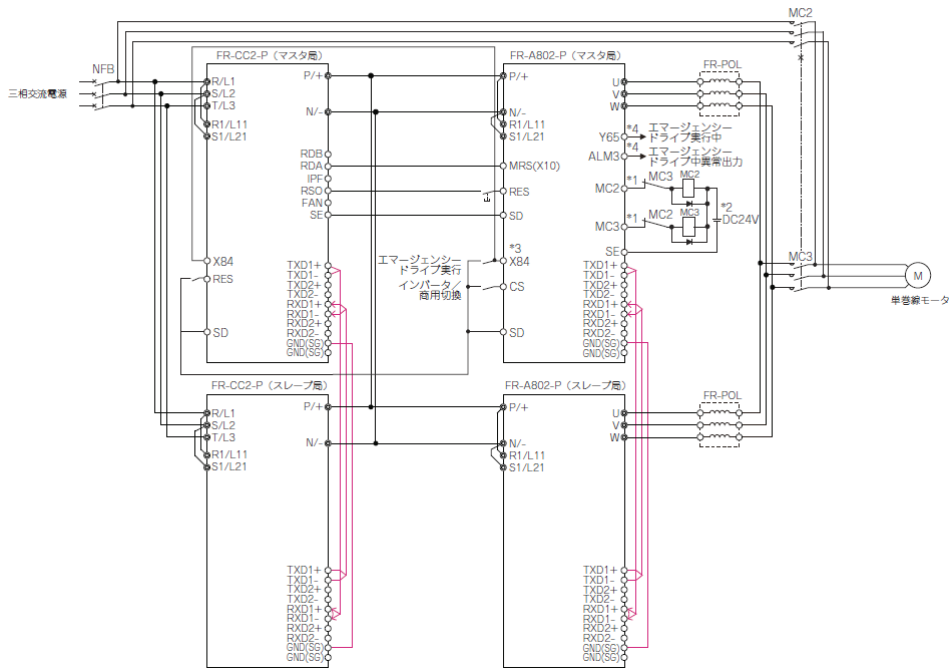 MC2
FR-CC2-P（マスタ局）
FR-A802-P（マスタ局）
FR-POL
NFB
三相交流電源
R/L1
S/L2
T/L3
R1/L11
S1/L21
P/+
N/-
RDB
RDA
IPF
RSO
FAN
SE
X84
RES
SD
TXD1+
TXD1-
TXD2+
TXD2-
RXD1+
RXD1-
RXD2+
RXD2-
GND(SG)
GND(SG)
エマージェンシー
ドライブ実行
インバータ／
商用切換
P/+
N/-
R1/L11
S1/L21
MRS(X10)
RES
SD
*3
X84
CS
SD
U
V
W
Y65
*4
エマージェンシー
ドライブ実行中
ALM3
*4
エマージェンシー
ドライブ中異常出力
MC2
*1
MC3
MC2
*2
DC24V
MC3
*1
MC2
MC3
SE
TXD1+
TXD1-
TXD2+
TXD2-
RXD1+
RXD1-
RXD2+
RXD2-
GND(SG)
GND(SG)
MC3
M
単巻線モータ
FR-CC2-P（スレーブ局）
FR-A802-P（スレーブ局）
FR-POL
R/L1
S/L2
T/L3
R1/L11
S1/L21
P/+
N/-
TXD1+
TXD1-
TXD2+
TXD2-
RXD1+
RXD1-
RXD2+
RXD2-
GND(SG)
GND(SG)
P/+
N/-
R1/L11
S1/L21
U
V
W
TXD1+
TXD1-
TXD2+
TXD2-
RXD1+
RXD1-
RXD2+
RXD2-
GND(SG)
GND(SG)